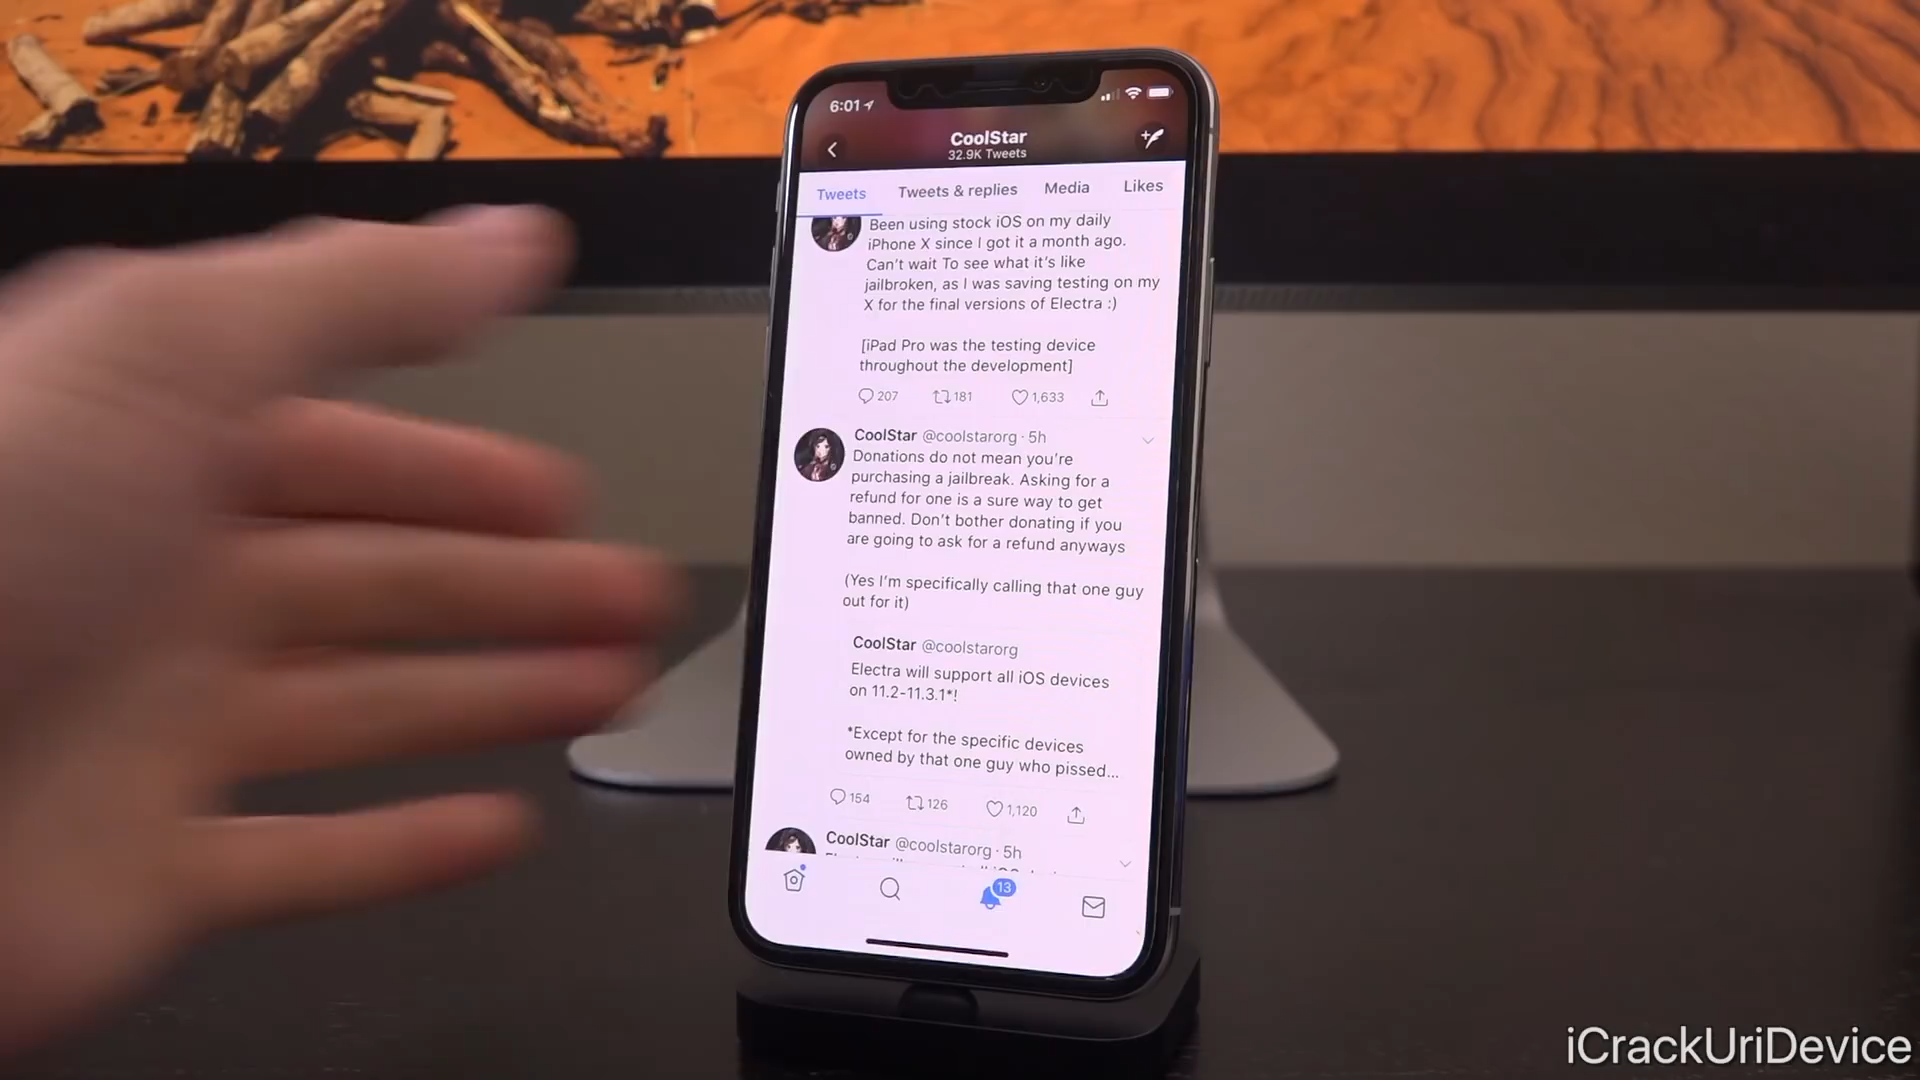 6:01
CoolStar
32.9K Tweets
Tweets
Tweets & replies
Media
Likes
Been using stock iOS on my daily
iPhone X since I got it a month ago.
Can't wait To see what it's like
jailbroken, as I was saving testing on my
X for the final versions of Electra :)
[iPad Pro was the testing device
throughout the development]
207 181 1,633
CoolStar @coolstarorg · 5h
Donations do not mean you're
purchasing a jailbreak. Asking for a
refund for one is a sure way to get
banned. Don't bother donating if you
are going to ask for a refund anyways
(Yes I'm specifically calling that one guy
out for it)
CoolStar @coolstarorg
Electra will support all iOS devices
on 11.2-11.3.1*!
*Except for the specific devices
owned by that one guy who pissed...
154 126 1,120
CoolStar @coolstarorg · 5h
13
iCrackUriDevice